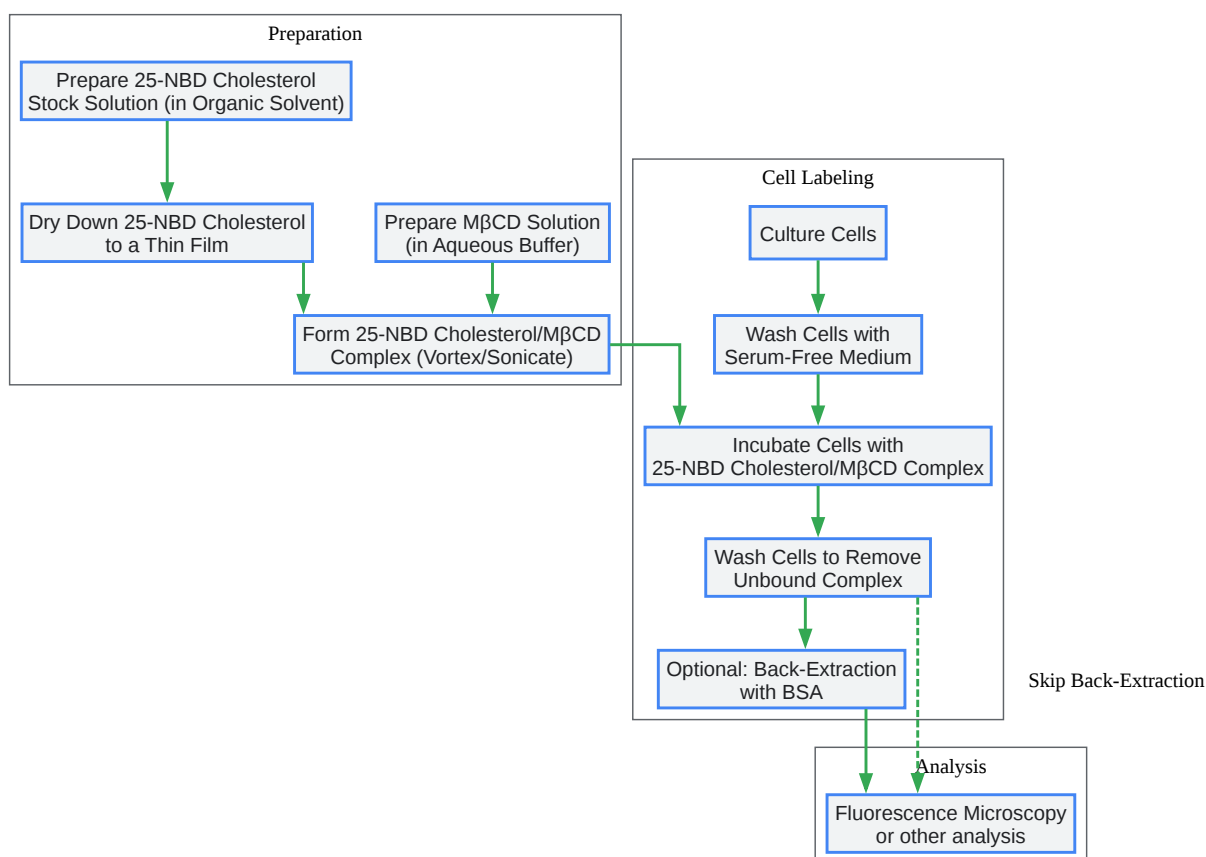 Preparation
Prepare 25-NBD Cholesterol
Stock Solution (in Organic Solvent)
Dry Down 25-NBD Cholesterol
to a Thin Film
Prepare MβCD Solution
(in Aqueous Buffer)
Form 25-NBD Cholesterol/MβCD
Complex (Vortex/Sonicate)
Cell Labeling
Culture Cells
Wash Cells with
Serum-Free Medium
Incubate Cells with
25-NBD Cholesterol/MβCD Complex
Wash Cells to Remove
Unbound Complex
Optional: Back-Extraction
with BSA
Skip Back-Extraction
Analysis
Fluorescence Microscopy
or other analysis